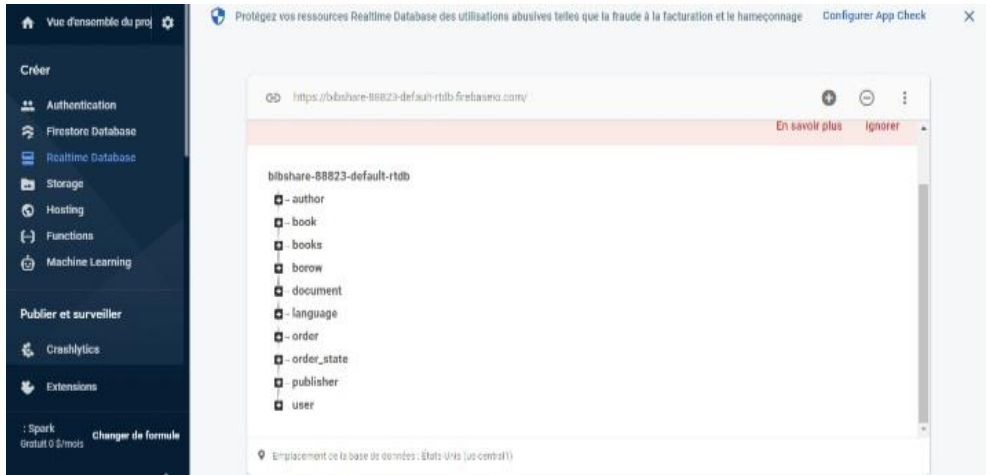 Vue d'ensemble du proj
Protégez vos ressources Realtime Database des utilisations abusives telles que la fraude à la facturation et le hameçonnage
Configurer App Check
Créer
Authentication
Firestore Database
Realtime Database
Storage
Hosting
Functions
Machine Learning
Publier et surveiller
Crashlytics
Extensions
: Spark
Gratuit 0 $/mois
Changer de formule
https://bibshare-88823-default-rtdb.firebaseio.com/
En savoir plus
Ignorer
bibshare-88823-default-rtdb
author
book
books
borow
document
language
order
order_state
publisher
user
Emplacement de la base de données : États-Unis (us-central1)